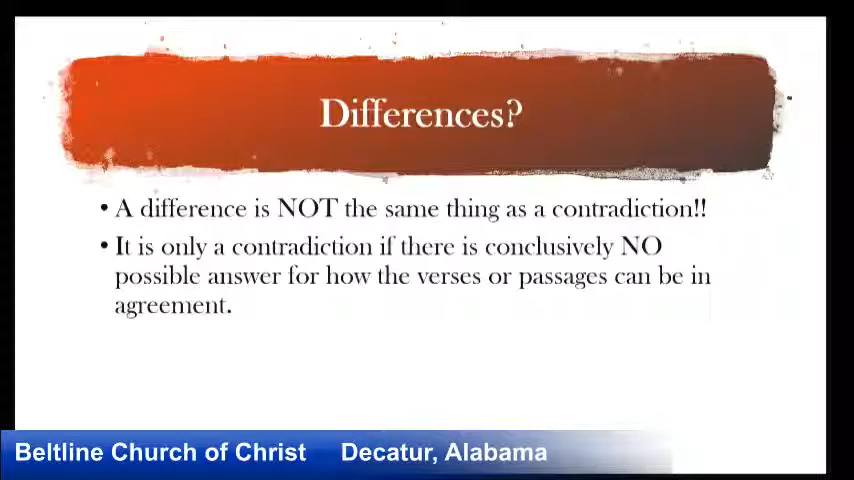 Differences?
• A difference is NOT the same thing as a contradiction!!
• It is only a contradiction if there is conclusively NO
possible answer for how the verses or passages can be in
agreement.
Beltline Church of Christ Decatur, Alabama